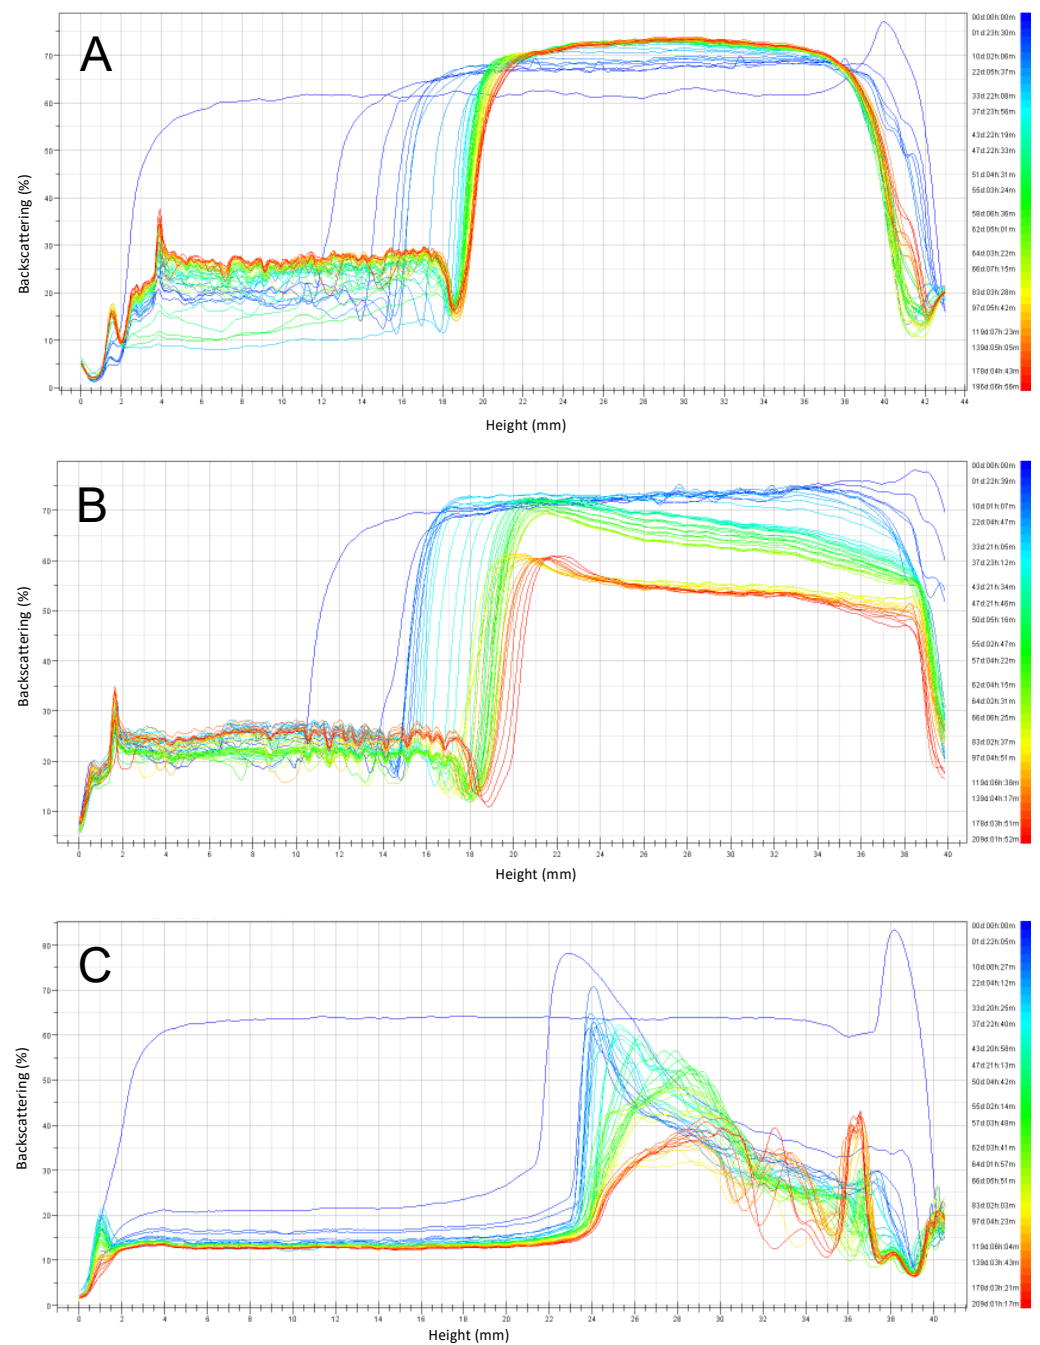 A
Backscattering (%)
70
60
50
40
30
20
10
0
0 2 4 6 8 10 12 14 16 18 20 22 24 26 28 30 32 34 36 38 40 42 44
Height (mm)
00d:00h:00m
01d:23h:30m
10d:02h:06m
22d:05h:37m
33d:22h:08m
37d:23h:56m
43d:22h:19m
47d:22h:33m
51d:04h:31m
55d:03h:24m
58d:06h:36m
62d:05h:01m
64d:03h:22m
66d:07h:15m
83d:03h:28m
97d:05h:42m
119d:07h:23m
139d:05h:05m
178d:04h:43m
196d:06h:56m
B
Backscattering (%)
70
60
50
40
30
20
10
0 2 4 6 8 10 12 14 16 18 20 22 24 26 28 30 32 34 36 38 40
Height (mm)
00d:00h:00m
01d:22h:39m
10d:01h:07m
22d:04h:47m
33d:21h:05m
37d:23h:12m
43d:21h:34m
47d:21h:46m
50d:05h:16m
55d:02h:47m
57d:04h:22m
62d:04h:15m
64d:02h:31m
66d:06h:25m
83d:02h:37m
97d:04h:51m
119d:06h:38m
139d:04h:17m
178d:03h:51m
209d:01h:52m
C
Backscattering (%)
80
70
60
50
40
30
20
10
0
0 2 4 6 8 10 12 14 16 18 20 22 24 26 28 30 32 34 36 38 40
Height (mm)
00d:00h:00m
01d:22h:05m
10d:00h:27m
22d:04h:12m
33d:20h:25m
37d:22h:40m
43d:20h:58m
47d:21h:13m
50d:04h:42m
55d:02h:14m
57d:03h:48m
62d:03h:41m
64d:01h:57m
66d:05h:51m
83d:02h:03m
97d:04h:23m
119d:06h:04m
139d:03h:43m
178d:03h:21m
209d:01h:17m